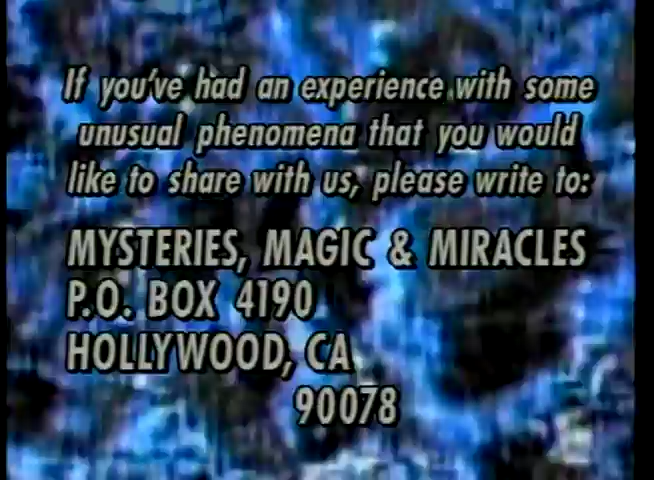 If you've had an experience with some
unusual phenomena that you would
like to share with us, please write to:
MYSTERIES, MAGIC & MIRACLES
P.O. BOX 4190
HOLLYWOOD, CA
90078